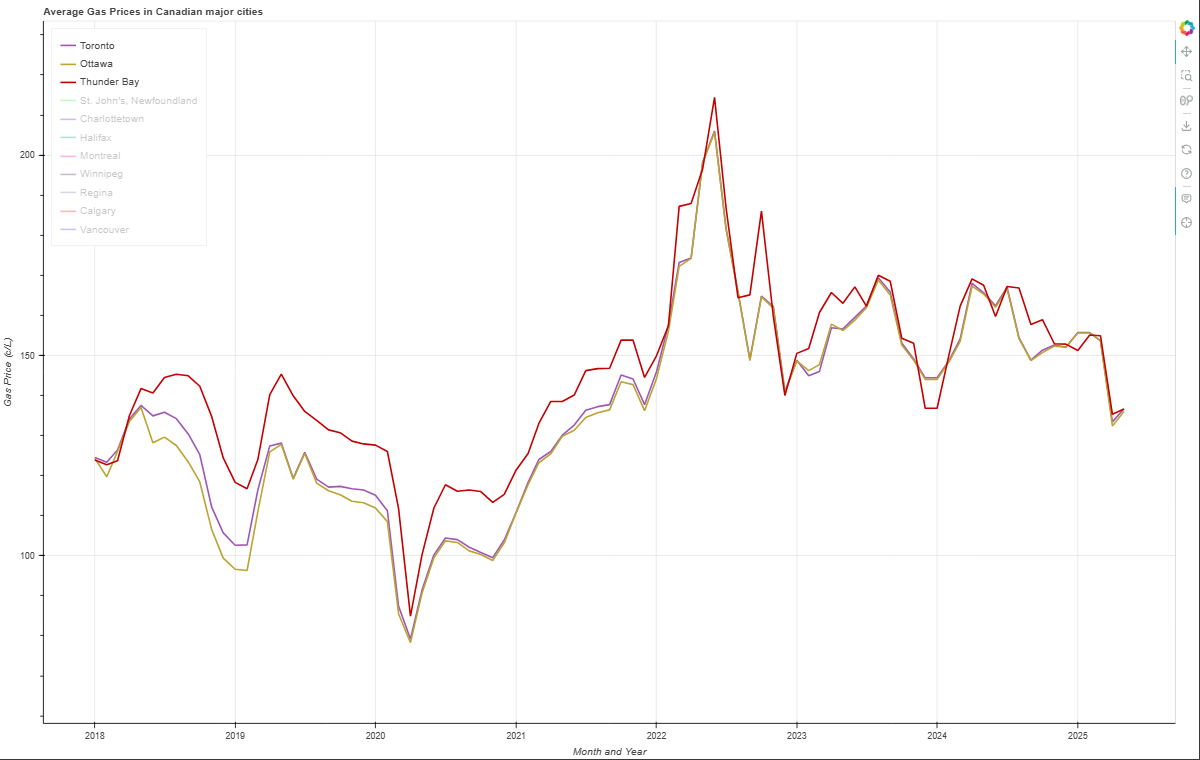 Average Gas Prices in Canadian major cities
Toronto
Ottawa
Thunder Bay
St. John's, Newfoundland
Charlottetown
Halifax
Montreal
Winnipeg
Regina
Calgary
Vancouver
200
150
100
Gas Price (c/L)
2018 2019 2020 2021 2022 2023 2024 2025
Month and Year